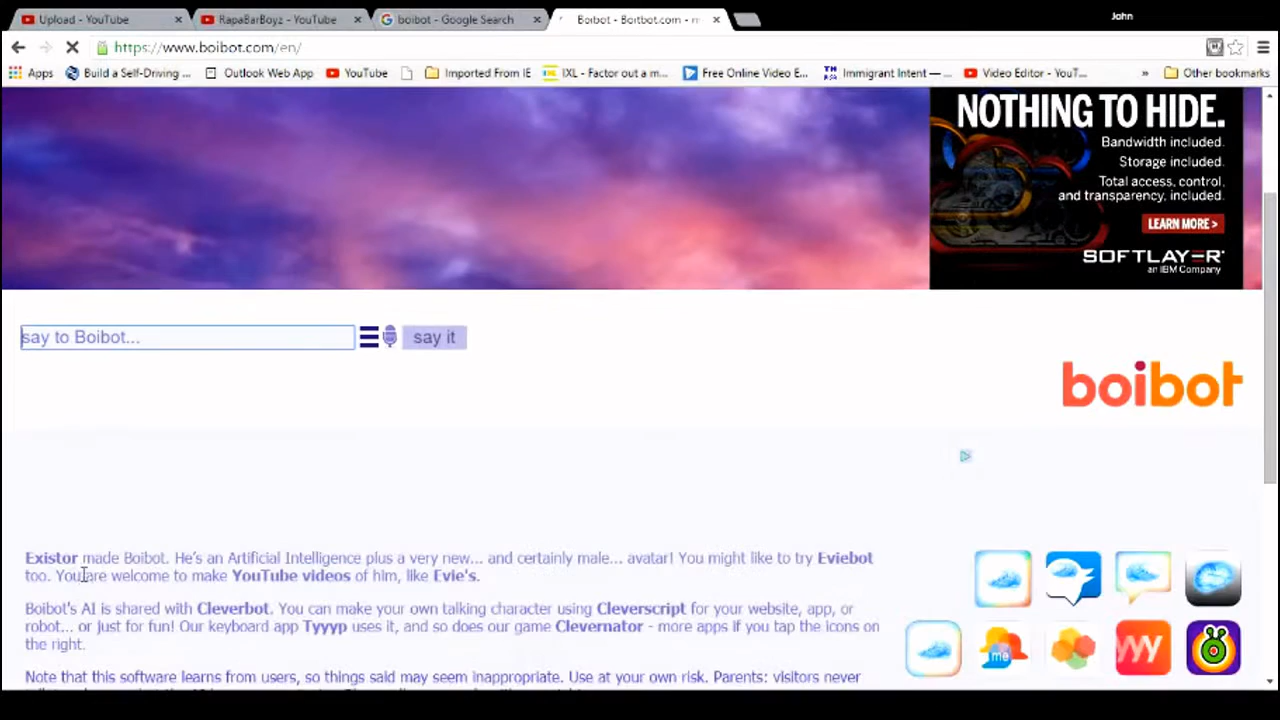 Upload - YouTube
RapaBarBoyz - YouTube
boibot - Google Search
Boibot - Boitbot.com - m
John
https://www.boibot.com/en/
Apps
Build a Self-Driving ...
Outlook Web App
YouTube
Imported From IE
IXL - Factor out a m...
Free Online Video E...
Immigrant Intent — ...
Video Editor - YouT...
»
Other bookmarks
NOTHING TO HIDE.
Bandwidth included.
Storage included.
Total access, control,
and transparency, included.
LEARN MORE >
SOFTLAYER
an IBM Company
say to Boibot...
say it
boibot
Existor made Boibot. He's an Artificial Intelligence plus a very new... and certainly male... avatar! You might like to try Eviebot
too. You are welcome to make YouTube videos of him, like Evie's.
Boibot's AI is shared with Cleverbot. You can make your own talking character using Cleverscript for your website, app, or
robot... or just for fun! Our keyboard app Tyyyp uses it, and so does our game Clevernator - more apps if you tap the icons on
the right.
me
yyy
Note that this software learns from users, so things said may seem inappropriate. Use at your own risk. Parents: visitors never